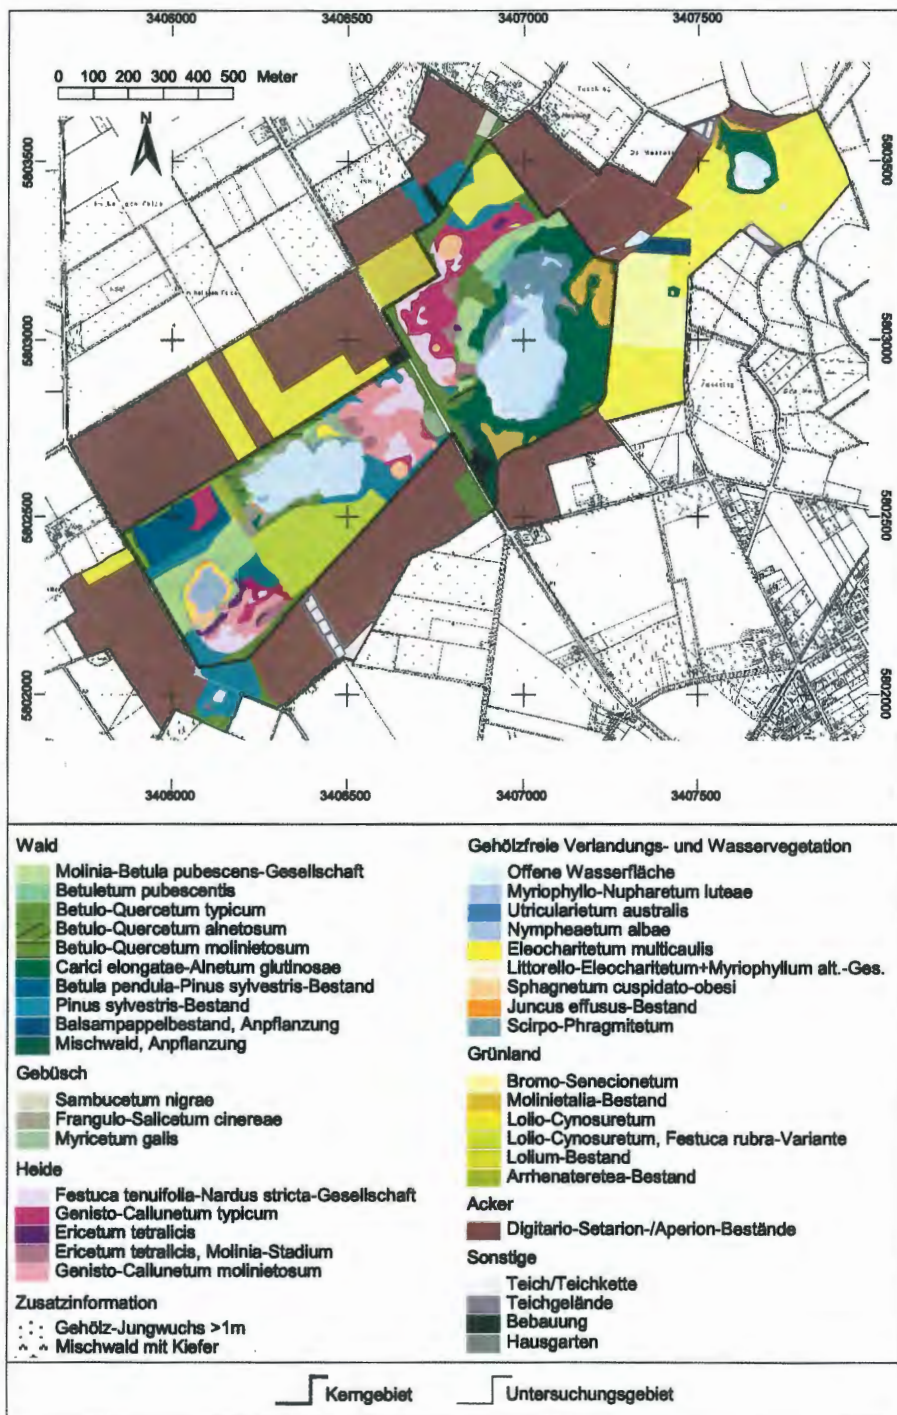 3406000 3406500 3407000 3407500
0 100 200 300 400 500 Meter
N
5803500 5803500
5803000 5803000
5802500 5802500
5802000 5802000
3406000 3406500 3407000 3407500
Wald
Molinia-Betula pubescens-Gesellschaft
Betuletum pubescentis
Betulo-Quercetum typicum
Betulo-Quercetum alnetosum
Betulo-Quercetum molinietosum
Carici elongatae-Alnetum glutinosae
Betula pendula-Pinus sylvestris-Bestand
Pinus sylvestris-Bestand
Balsampappelbestand, Anpflanzung
Mischwald, Anpflanzung
Gebüsch
Sambucetum nigrae
Frangulo-Salicetum cinereae
Myricetum galis
Heide
Festuca tenuifolia-Nardus stricta-Gesellschaft
Genisto-Callunetum typicum
Ericetum tetralicis
Ericetum tetralicis, Molinia-Stadium
Genisto-Callunetum molinietosum
Zusatzinformation
Gehölz-Jungwuchs >1m
Mischwald mit Kiefer
Gehölzfreie Verlandungs- und Wasservegetation
Offene Wasserfläche
Myriophyllo-Nupharetum luteae
Utricularietum australis
Nympheaetum albae
Eleocharitetum multicaulis
Littorello-Eleocharitetum+Myriophyllum alt.-Ges.
Sphagnetum cuspidato-obesi
Juncus effusus-Bestand
Scirpo-Phragmitetum
Grünland
Bromo-Senecionetum
Molinietalia-Bestand
Lolio-Cynosuretum
Lolio-Cynosuretum, Festuca rubra-Variante
Lolium-Bestand
Arrhenateretea-Bestand
Acker
Digitario-Setarion-/Aperion-Bestände
Sonstige
Teich/Teichkette
Teichgelände
Bebauung
Hausgarten
Kerngebiet Untersuchungsgebiet